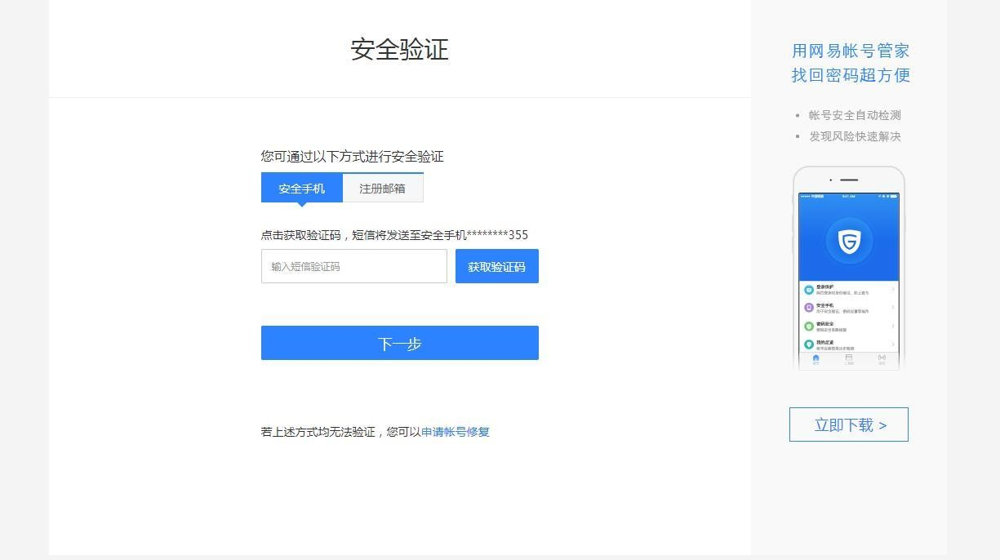 安全验证
您可通过以下方式进行安全验证
安全手机
注册邮箱
点击获取验证码，短信将发送至安全手机********355
输入短信验证码
获取验证码
下一步
若上述方式均无法验证，您可以申请帐号修复
用网易帐号管家
找回密码超方便
• 帐号安全自动检测
• 发现风险快速解决
9:41 AM
登录保护
安全手机
密码安全
我的足迹
立即下载 >